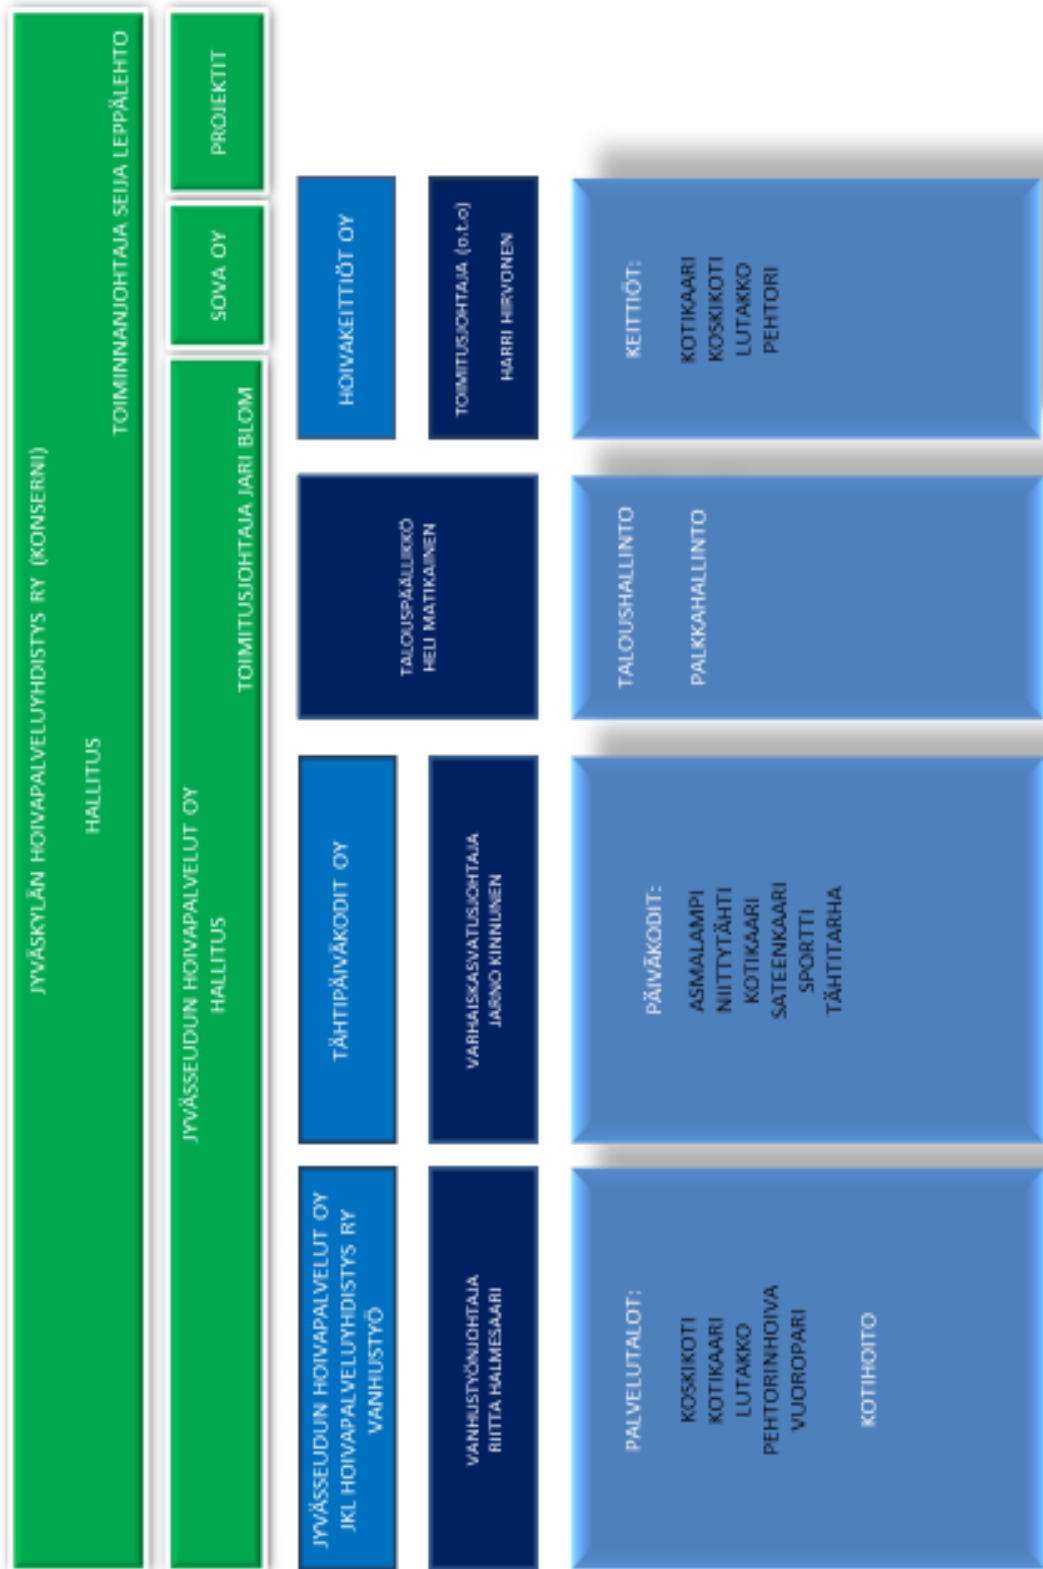 JYVÄSKYLÄN HOIVAPALVELUYHDISTYS RY (KONSERNI)
HALLITUS
TOIMINNANJOHTAJA SEIJA LEPPÄLEHTO
JYVÄSSEUDUN HOIVAPALVELUT OY
HALLITUS
TOIMITUSJOHTAJA JARI BLOM
SOVA OY
PROJEKTIT
JYVÄSSEUDUN HOIVAPALVELUT OY
JKL HOIVAPALVELUYHDISTYS RY
VANHUSTYÖ
TÄHTIPÄIVÄKODIT OY
TALOUSPÄÄLLIKKÖ
HELI MATIKAINEN
HOIVAKEITTIÖT OY
VANHUSTYÖNJOHTAJA
RIITTA HALMESAARI
VARHAISKASVATUSJOHTAJA
JARNO KINNUNEN
TOIMITUSJOHTAJA (o.t.o)
HARRI HIRVONEN
PALVELUTALOT:
KOSKIKOTI
KOTIKAARI
LUTAKKO
PEHTORINHOIVA
VUOROPARI
KOTIHOITO
PÄIVÄKODIT:
ASMALAMPI
NIITTYTÄHTI
KOTIKAARI
SATEENKAARI
SPORTTI
TÄHTITARHA
TALOUSHALLINTO
PALKKAHALLINTO
KEITTIÖT:
KOTIKAARI
KOSKIKOTI
LUTAKKO
PEHTORI